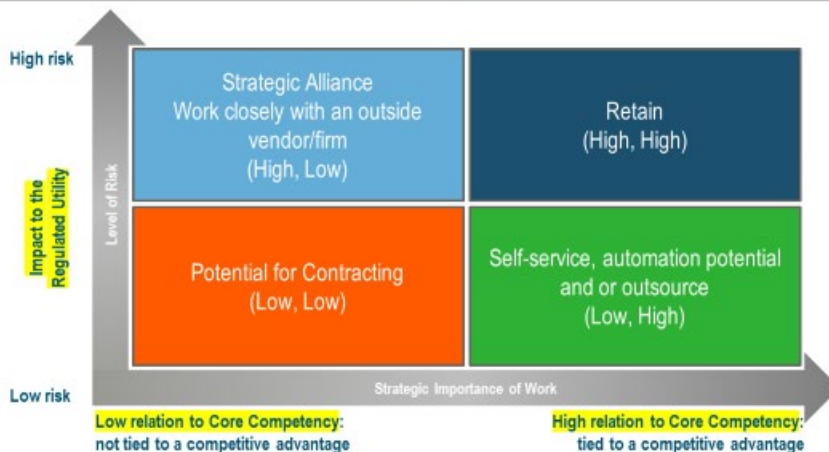 High risk
Strategic Alliance
Work closely with an outside
vendor/firm
(High, Low)
Retain
(High, High)
Impact to the
Regulated Utility
Level of Risk
Potential for Contracting
(Low, Low)
Self-service, automation potential
and or outsource
(Low, High)
Low risk
Strategic Importance of Work
Low relation to Core Competency:
not tied to a competitive advantage
High relation to Core Competency:
tied to a competitive advantage